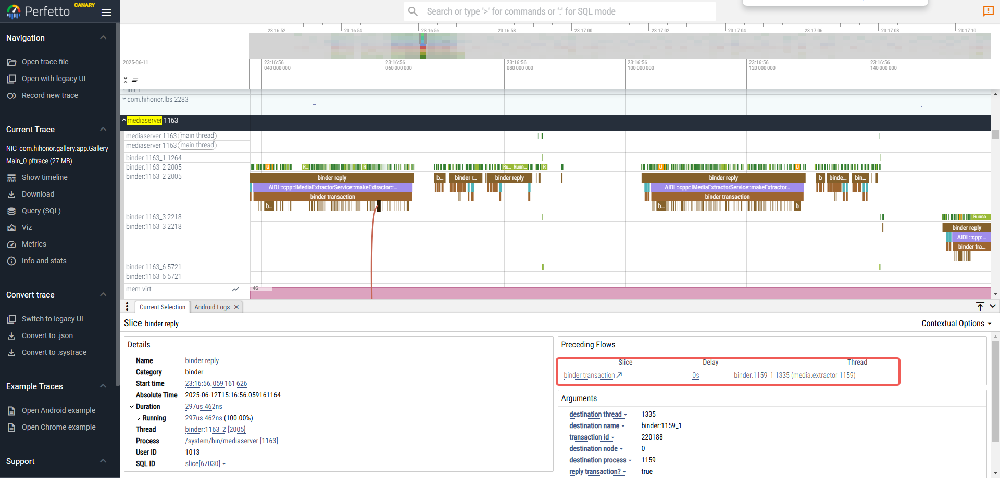 Perfetto
CANARY
Search or type '>' for commands or ':' for SQL mode
Navigation
Open trace file
Open with legacy UI
Record new trace
Current Trace
NIC_com.hihonor.gallery.app.Gallery
Main_0.pftrace (27 MB)
Show timeline
Download
Query (SQL)
Viz
Metrics
Info and stats
Convert trace
Switch to legacy UI
Convert to .json
Convert to .systrace
Example Traces
Open Android example
Open Chrome example
Support
23:16:52 23:16:54 23:16:56 23:16:58 23:17:00 23:17:02 23:17:04 23:17:06 23:17:08 23:17:10
2025-06-11
23:16:56 23:16:56 23:16:56 23:16:56 23:16:56 23:16:56
040 000 000 060 000 000 080 000 000 100 000 000 120 000 000 140 000 000
init 1
com.hihonor.lbs 2283
mediaserver 1163
mediaserver 1163 main thread
mediaserver 1163 main thread
binder:1163_1 1264
binder:1163_2 2005
U R... R Ru... Runn... R U U
binder:1163_2 2005
binder reply b... binder r... binder reply binder reply b binde... bin...
AIDL::cpp::IMediaExtractorService::makeExtractor::... AIDL::cpp::IMediaExtractorService::makeExtractor...
binder transaction binder transaction
b... b... b
binder:1163_3 2218
Runna...
binder:1163_3 2218
binder reply
AIDL::cpp:...
binder tra...
binder:1163_6 5721
binder:1163_6 5721
mem.virt
4G
Current Selection
Android Logs
Slice binder reply
Contextual Options
Details
Name binder reply
Category binder
Start time 23:16:56.059 161 626
Absolute Time 2025-06-12T15:16:56.059161164
Duration 297us 462ns
Running 297us 462ns (100.00%)
Thread binder:1163_2 [2005]
Process /system/bin/mediaserver [1163]
User ID 1013
SQL ID slice[67030]
Preceding Flows
Slice Delay Thread
binder transaction 0s binder:1159_1 1335 (media.extractor 1159)
Arguments
destination thread 1335
destination name binder:1159_1
transaction id 220188
destination node 0
destination process 1159
reply transaction? true